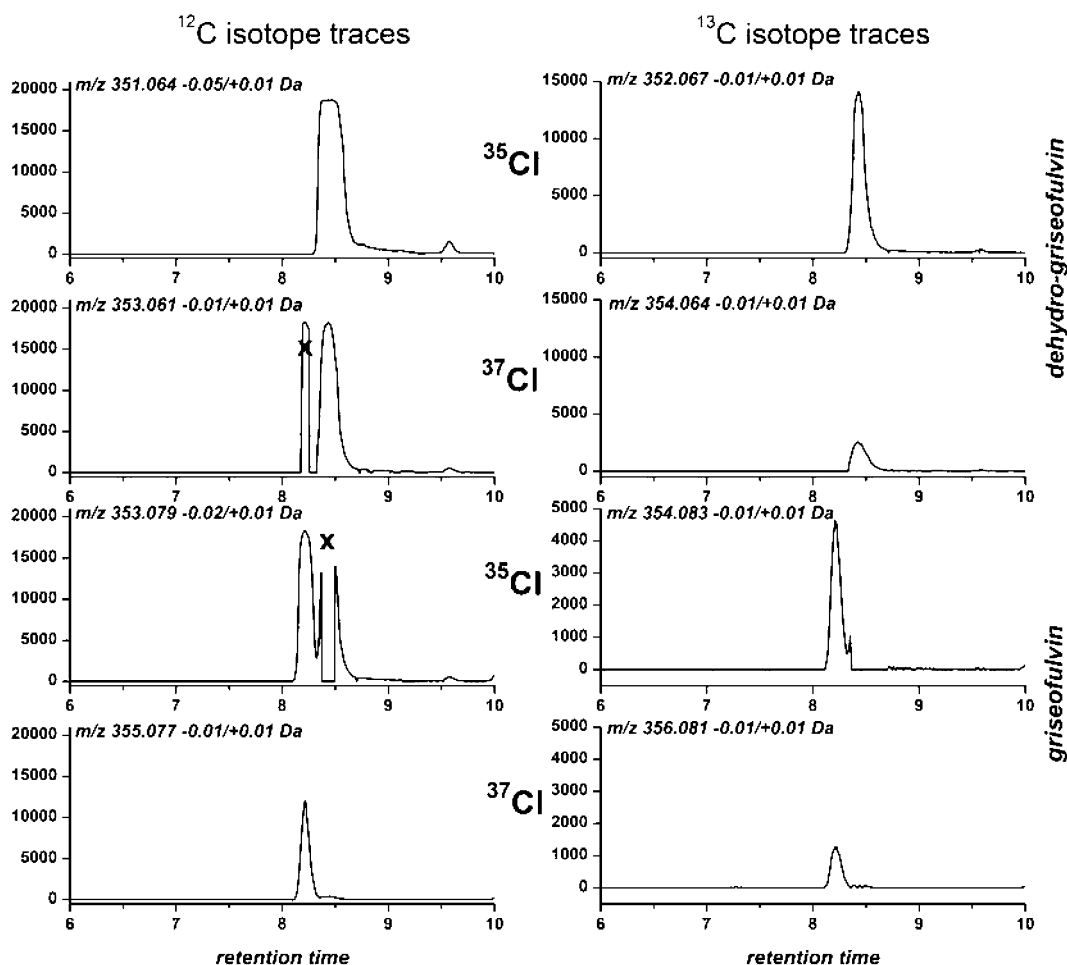 ¹²C isotope traces
¹³C isotope traces
m/z 351.064 -0.05/+0.01 Da
20000
15000
10000
5000
0
6 7 8 9 10
³⁵Cl
m/z 352.067 -0.01/+0.01 Da
15000
10000
5000
0
6 7 8 9 10
dehydro-griseofulvin
m/z 353.061 -0.01/+0.01 Da
20000
15000
10000
5000
0
X
6 7 8 9 10
³⁷Cl
m/z 354.064 -0.01/+0.01 Da
20000
15000
10000
5000
0
6 7 8 9 10
m/z 353.079 -0.02/+0.01 Da
20000
15000
10000
5000
0
X
6 7 8 9 10
³⁵Cl
m/z 354.083 -0.01/+0.01 Da
5000
4000
3000
2000
1000
0
6 7 8 9 10
griseofulvin
m/z 355.077 -0.01/+0.01 Da
20000
15000
10000
5000
0
6 7 8 9 10
³⁷Cl
m/z 356.081 -0.01/+0.01 Da
5000
4000
3000
2000
1000
0
6 7 8 9 10
retention time
retention time